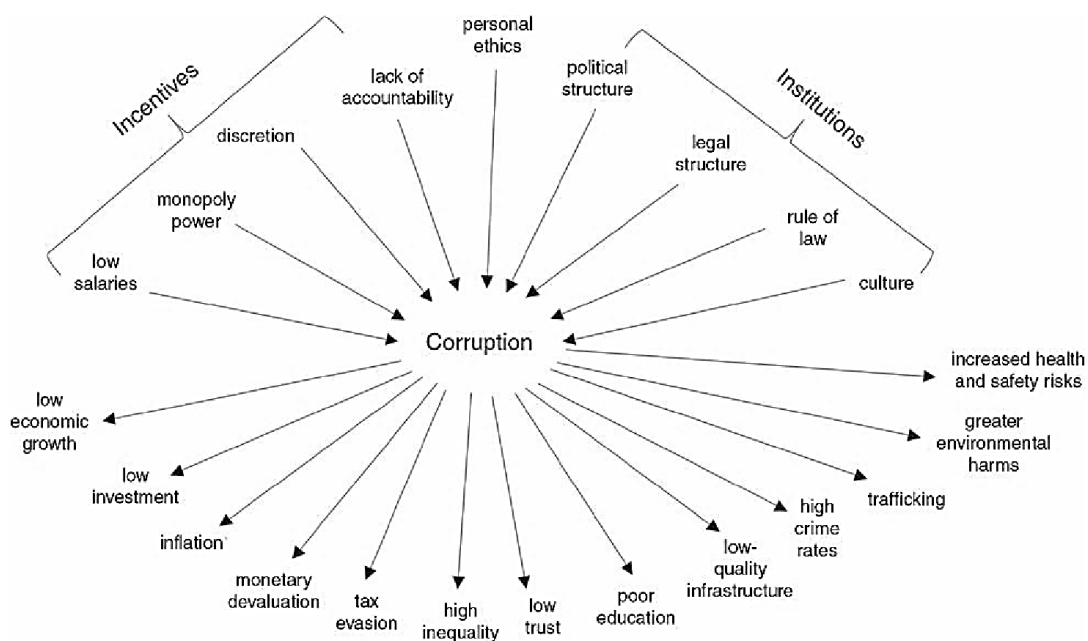 personal
ethics
Incentives
lack of
accountability
political
structure
Institutions
discretion
legal
structure
monopoly
power
rule of
law
low
salaries
culture
Corruption
increased health
and safety risks
low
economic
growth
greater
environmental
harms
low
investment
trafficking
inflation
high
crime
rates
monetary
devaluation
tax
evasion
high
inequality
low
trust
poor
education
low-
quality
infrastructure